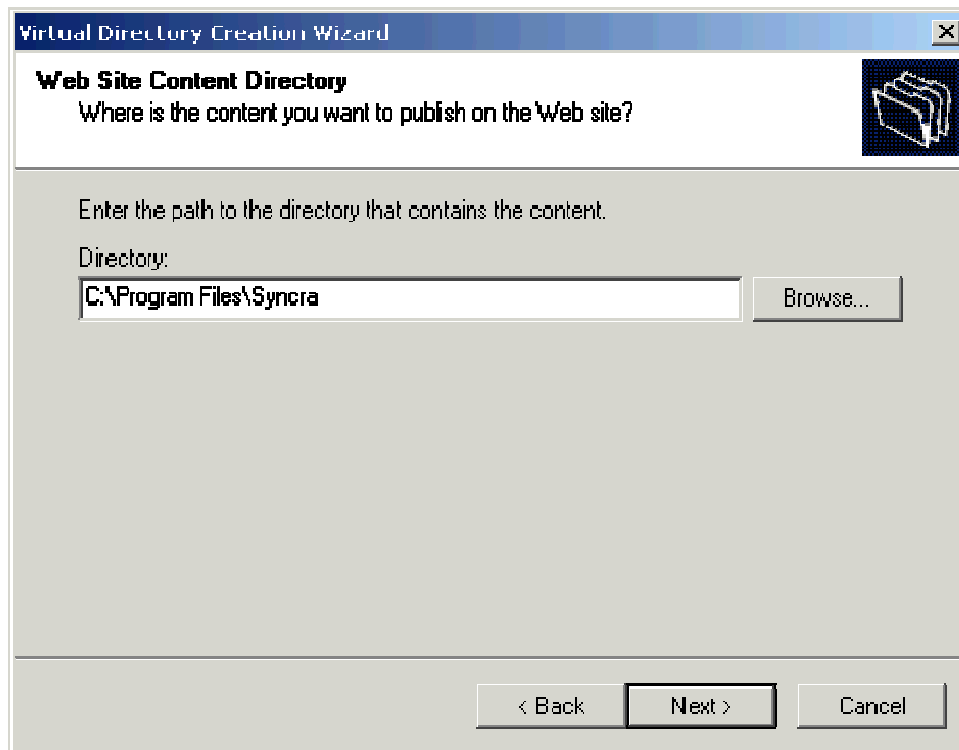 Virtual Directory Creation Wizard
Web Site Content Directory
Where is the content you want to publish on the Web site?
Enter the path to the directory that contains the content.
Directory:
C:\Program Files\Syncra
Browse...
< Back
Next >
Cancel